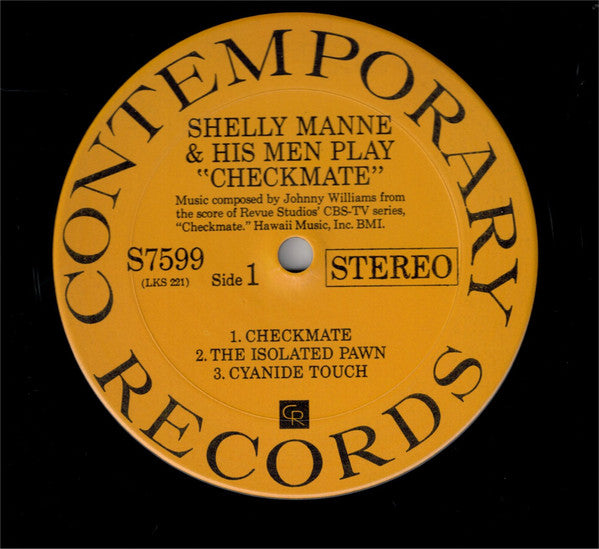 CONTEMPORARY
SHELLY MANNE
& HIS MEN PLAY
"CHECKMATE"
Music composed by Johnny Williams from
the score of Revue Studios' CBS-TV series,
"Checkmate." Hawaii Music, Inc. BMI.
S7599
(LKS 221)
Side 1
STEREO
1. CHECKMATE
2. THE ISOLATED PAWN
3. CYANIDE TOUCH
CR
RECORDS